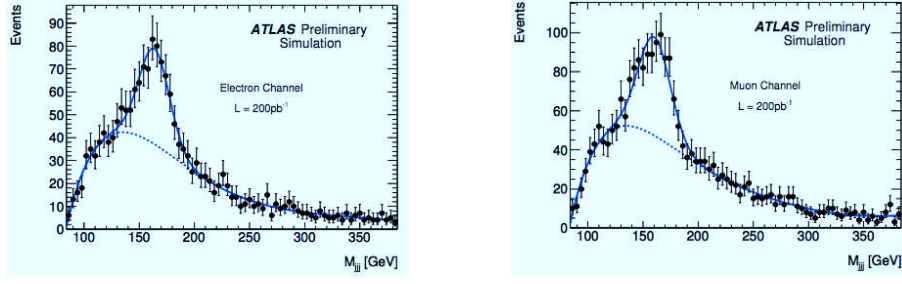 Events
90
80
70
60
50
40
30
20
10
0
ATLAS Preliminary
Simulation
Electron Channel
L = 200pb⁻¹
100 150 200 250 300 350
M_jjj [GeV]
Events
100
80
60
40
20
0
ATLAS Preliminary
Simulation
Muon Channel
L = 200pb⁻¹
100 150 200 250 300 350
M_jjj [GeV]